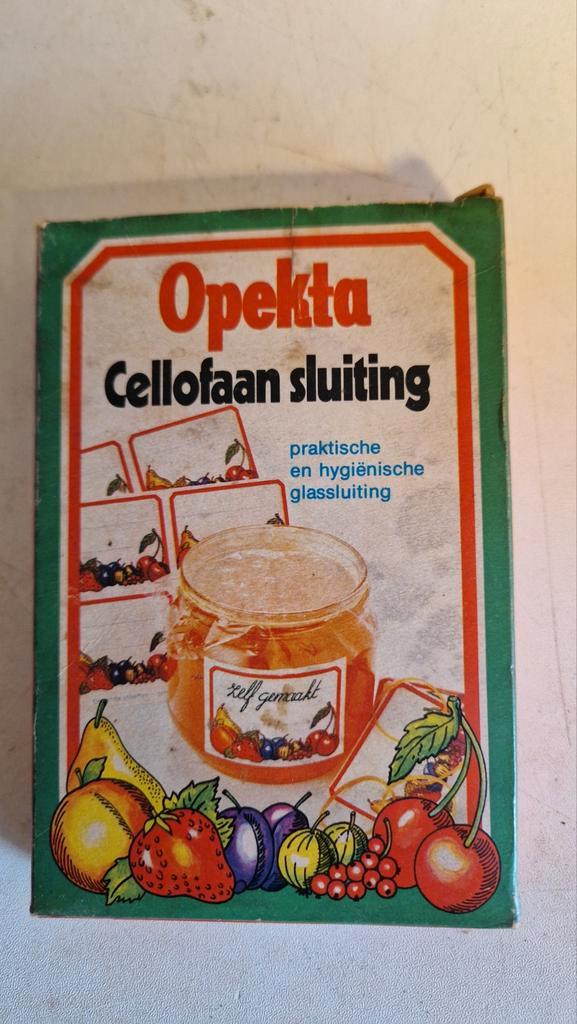 Opekta
Cellofaan sluiting
praktische
en hygiënische
glassluiting
zelf gemaakt